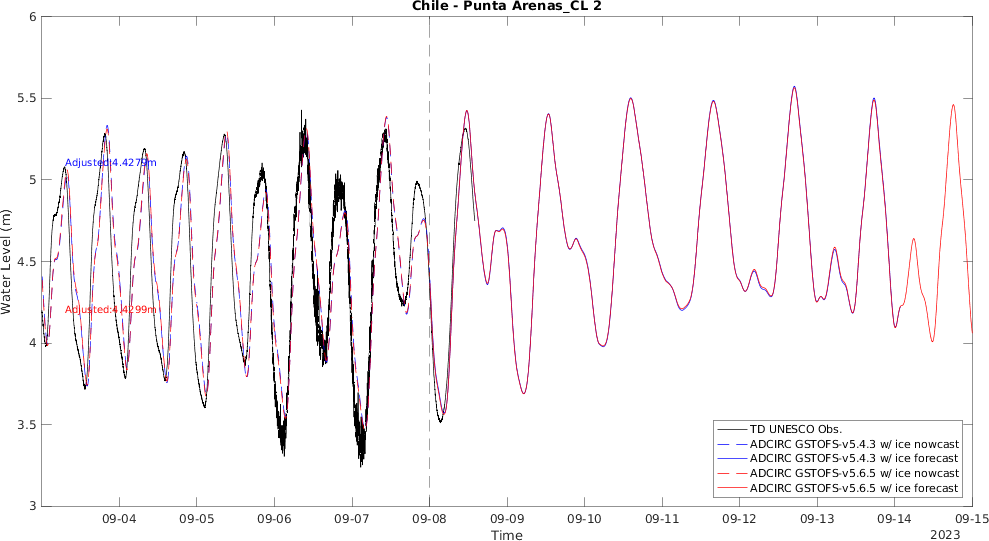 Chile - Punta Arenas_CL 2
6
5.5
5
4.5
4
3.5
3
Water Level (m)
Adjusted:4.4279m
Adjusted:4.4299m
TD UNESCO Obs.
ADCIRC GSTOFS-v5.4.3 w/ ice nowcast
ADCIRC GSTOFS-v5.4.3 w/ ice forecast
ADCIRC GSTOFS-v5.6.5 w/ ice nowcast
ADCIRC GSTOFS-v5.6.5 w/ ice forecast
09-04 09-05 09-06 09-07 09-08 09-09 09-10 09-11 09-12 09-13 09-14 09-15
Time
2023